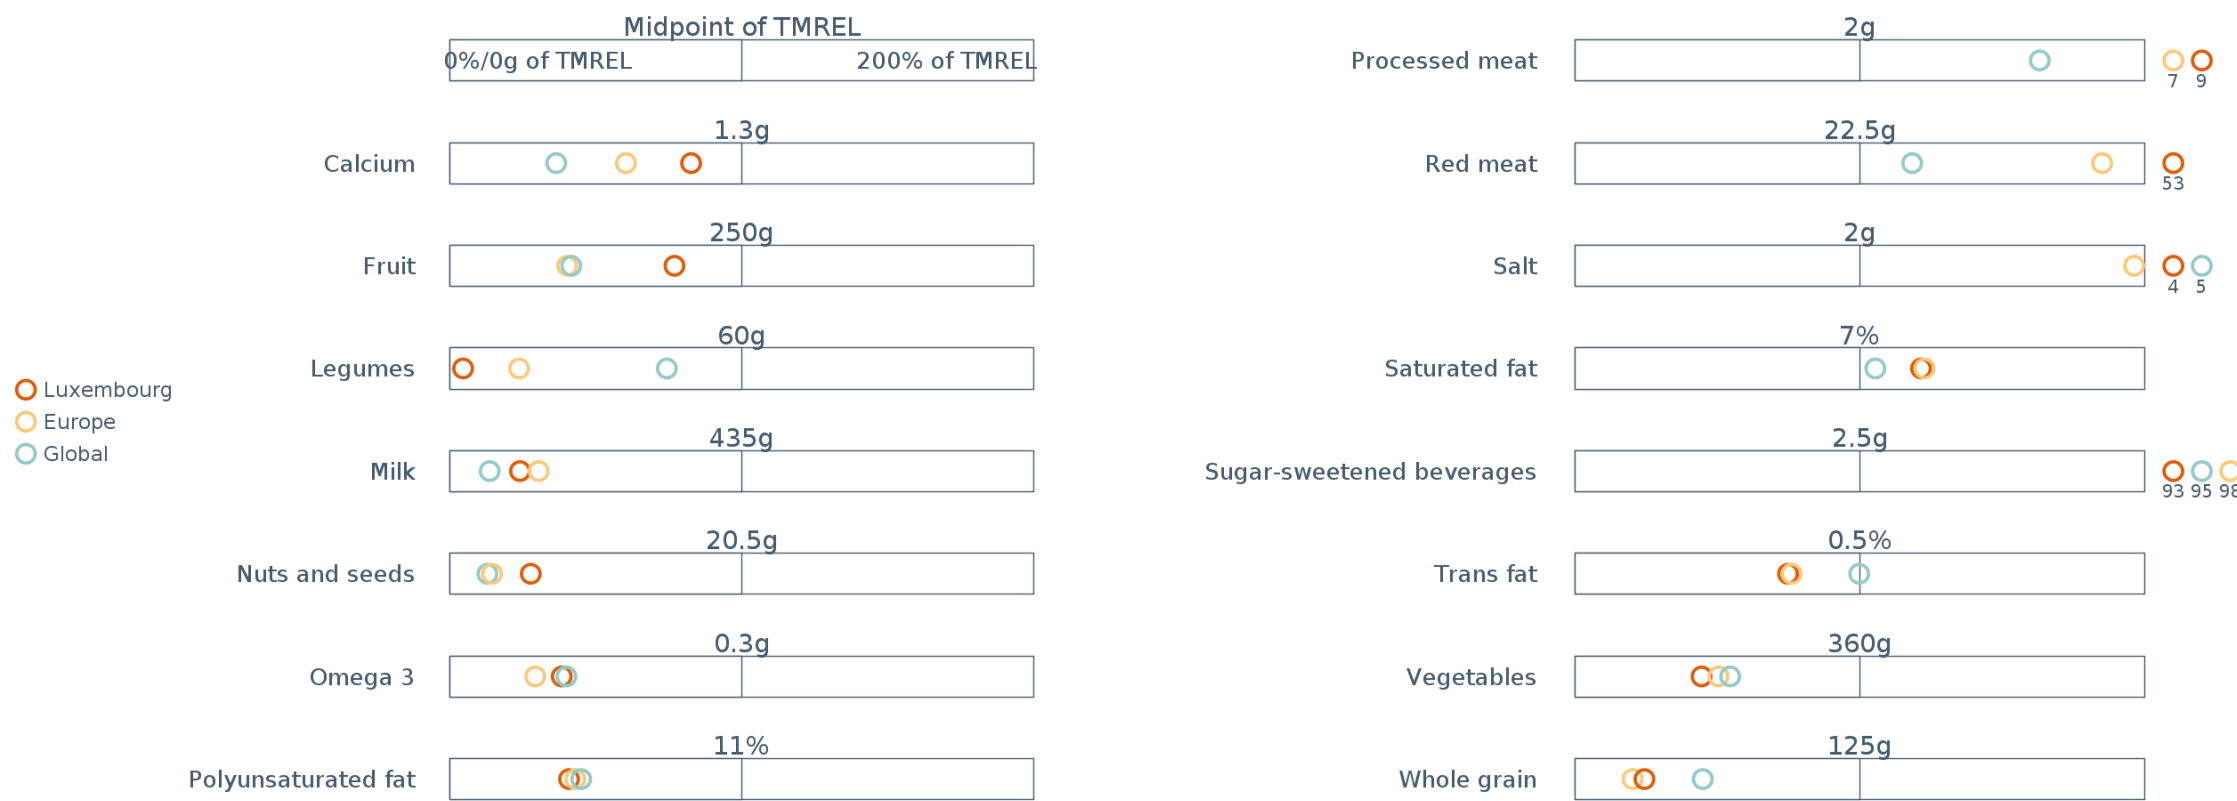 Midpoint of TMREL
0%/0g of TMREL
200% of TMREL
1.3g
Calcium
250g
Fruit
60g
Legumes
435g
Milk
20.5g
Nuts and seeds
0.3g
Omega 3
11%
Polyunsaturated fat
Luxembourg
Europe
Global
2g
Processed meat
7 9
22.5g
Red meat
53
2g
Salt
4 5
7%
Saturated fat
2.5g
Sugar-sweetened beverages
93 95 98
0.5%
Trans fat
360g
Vegetables
125g
Whole grain